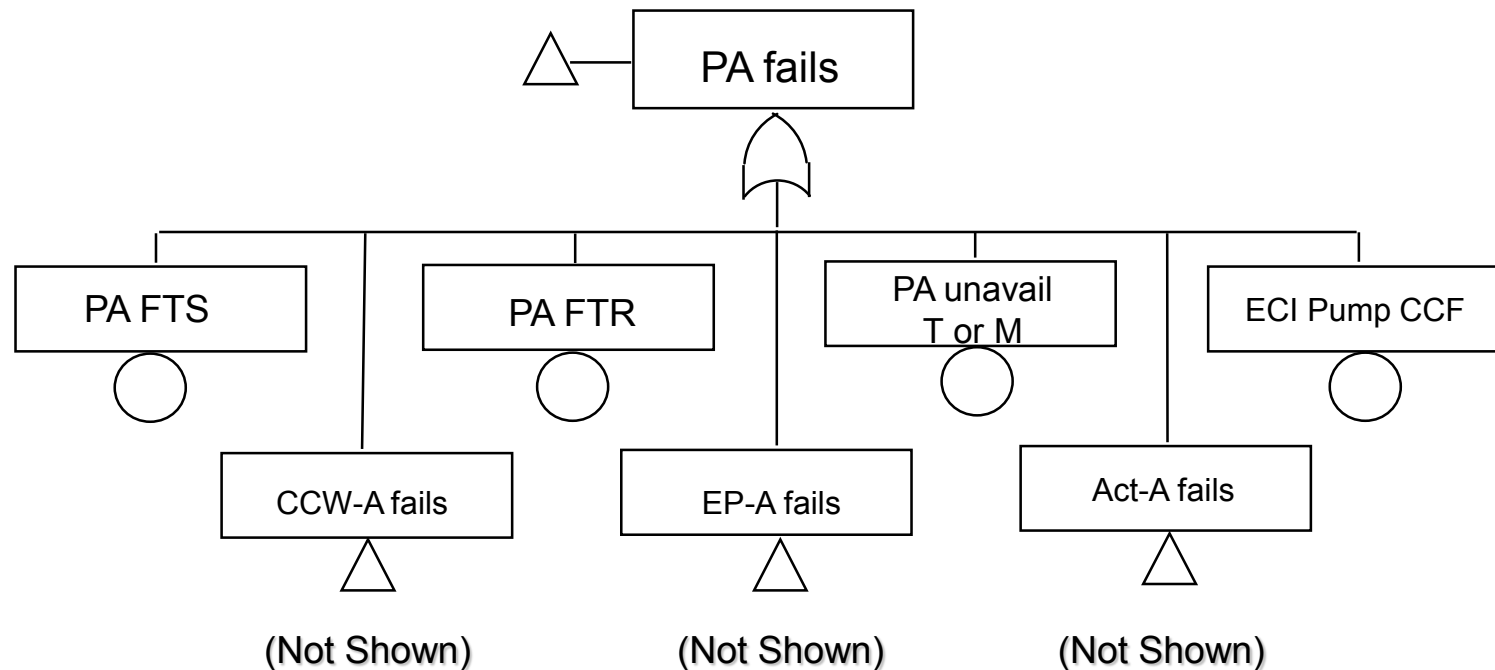 PA fails
PA FTS
PA FTR
PA unavail
T or M
ECI Pump CCF
CCW-A fails
EP-A fails
Act-A fails
(Not Shown)
(Not Shown)
(Not Shown)